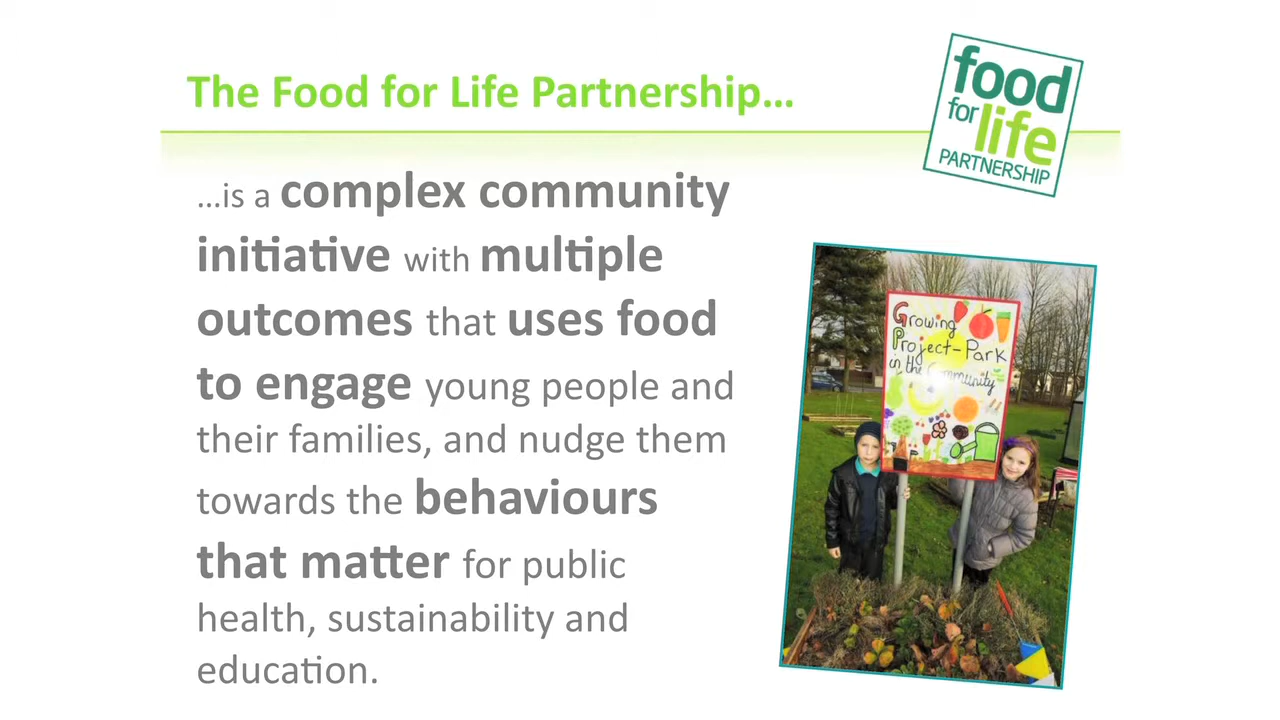 The Food for Life Partnership…
food
for life
PARTNERSHIP
…is a complex community
initiative with multiple
outcomes that uses food
to engage young people and
their families, and nudge them
towards the behaviours
that matter for public
health, sustainability and
education.
Growing
Project-Park
in the Community